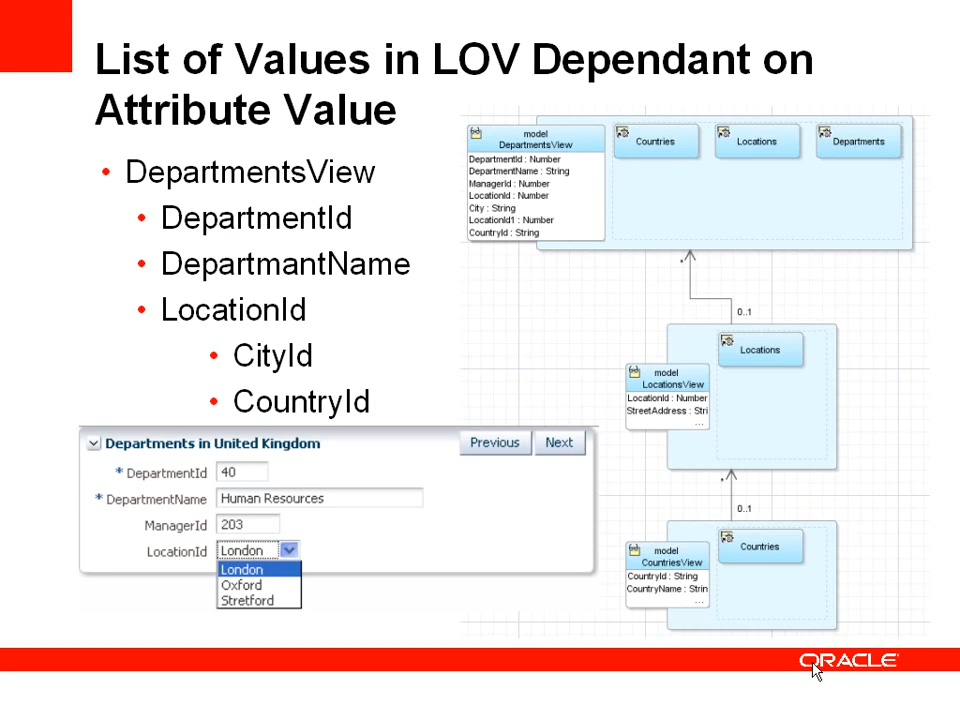 List of Values in LOV Dependant on
Attribute Value
• DepartmentsView
• DepartmentId
• DepartmantName
• LocationId
• CityId
• CountryId
model
DepartmentsView
DepartmentId : Number
DepartmentName : String
ManagerId : Number
LocationId : Number
City : String
LocationId1 : Number
CountryId : String
Countries
Locations
Departments
*
0..1
Locations
model
LocationsView
LocationId : Number
StreetAddress : Stri
...
*
0..1
Countries
model
CountriesView
CountryId : String
CountryName : Strin
...
Departments in United Kingdom
Previous
Next
* DepartmentId 40
* DepartmentName Human Resources
ManagerId 203
LocationId London
London
Oxford
Stretford
ORACLE